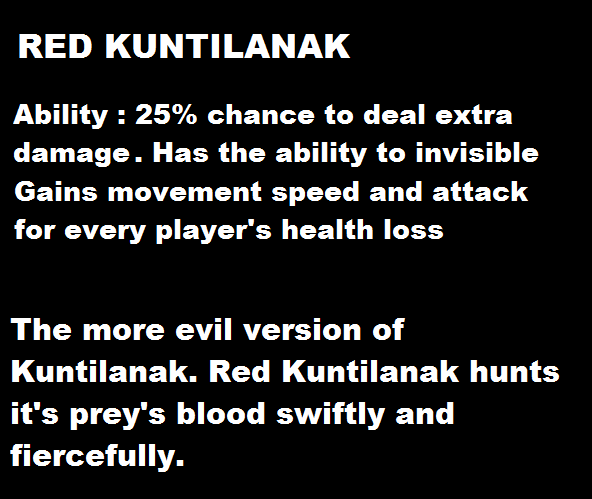 RED KUNTILANAK
Ability : 25% chance to deal extra
damage. Has the ability to invisible
Gains movement speed and attack
for every player's health loss
The more evil version of
Kuntilanak. Red Kuntilanak hunts
it's prey's blood swiftly and
fiercefully.